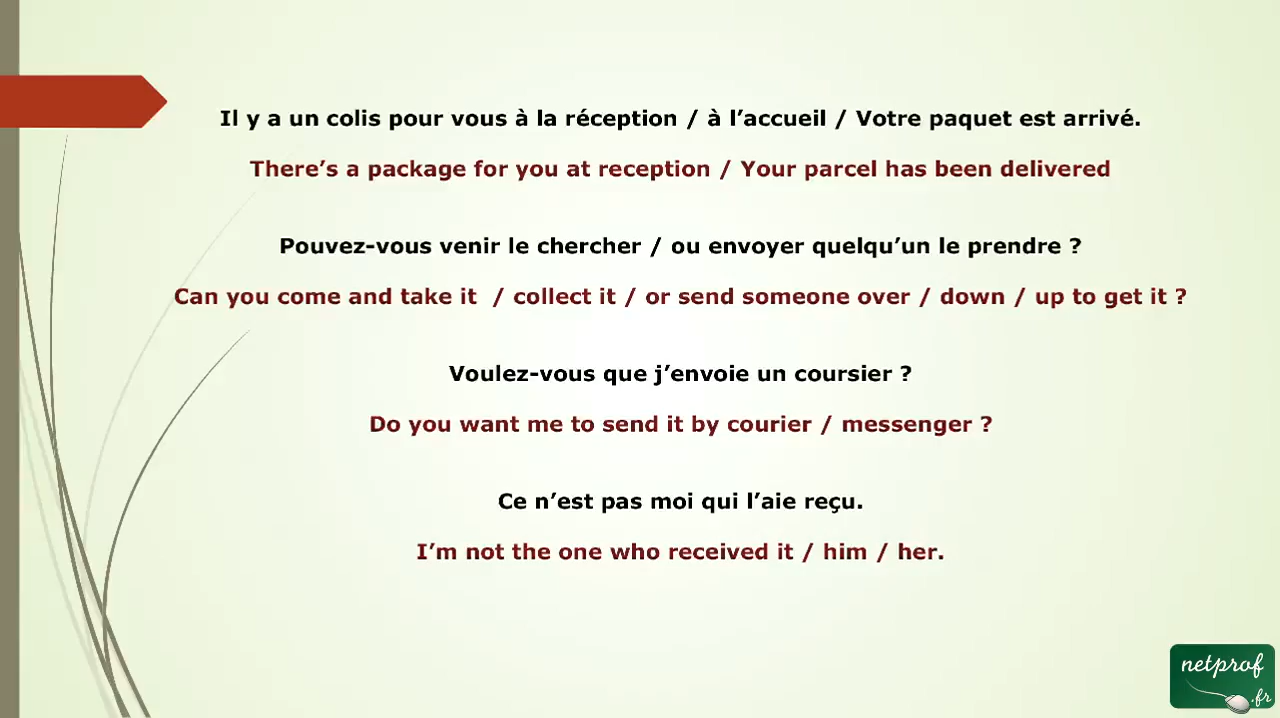 Il y a un colis pour vous à la réception / à l’accueil / Votre paquet est arrivé.
There’s a package for you at reception / Your parcel has been delivered
Pouvez-vous venir le chercher / ou envoyer quelqu’un le prendre ?
Can you come and take it  / collect it / or send someone over / down / up to get it ?
Voulez-vous que j’envoie un coursier ?
Do you want me to send it by courier / messenger ?
Ce n’est pas moi qui l’aie reçu.
I’m not the one who received it / him / her.
netprof
.fr